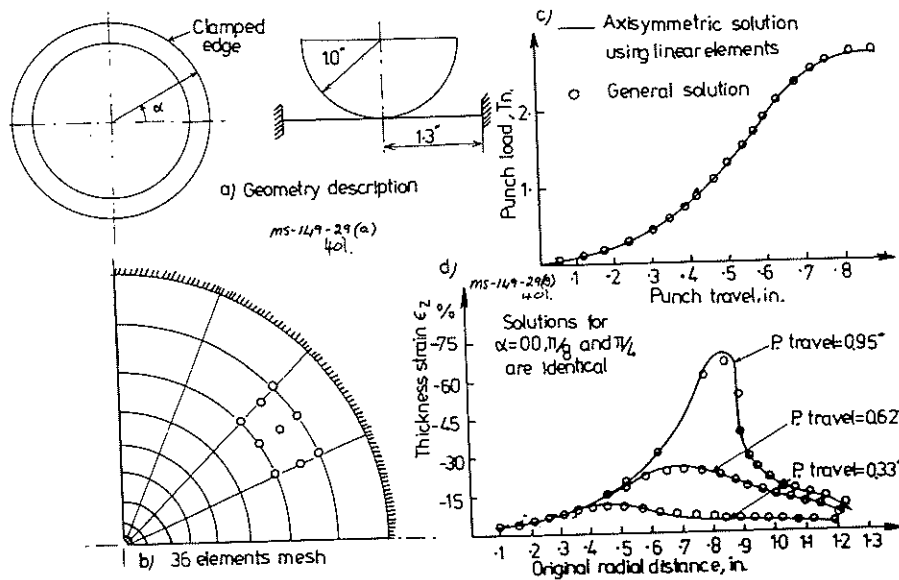 Clamped
edge
α
1.0"
1.3"
a) Geometry description
ms-149-29(a)
40%.
c)
Axisymmetric solution
using linear elements
General solution
Punch load, Tn.
2.
1.
.1 .2 .3 .4 .5 .6 .7 .8
Punch travel, in.
b) 36 elements mesh
d)
ms-149-29(B)
40%.
Thickness strain ϵz %
Solutions for
α=0.0, π/8 and π/4
are identical
-75
-60
-45
-30
-15
P. travel=0.95"
P. travel=0.62"
P. travel=0.33"
.1 .2 .3 .4 .5 .6 .7 .8 .9 1.0 1.1 1.2 1.3
Original radial distance, in.